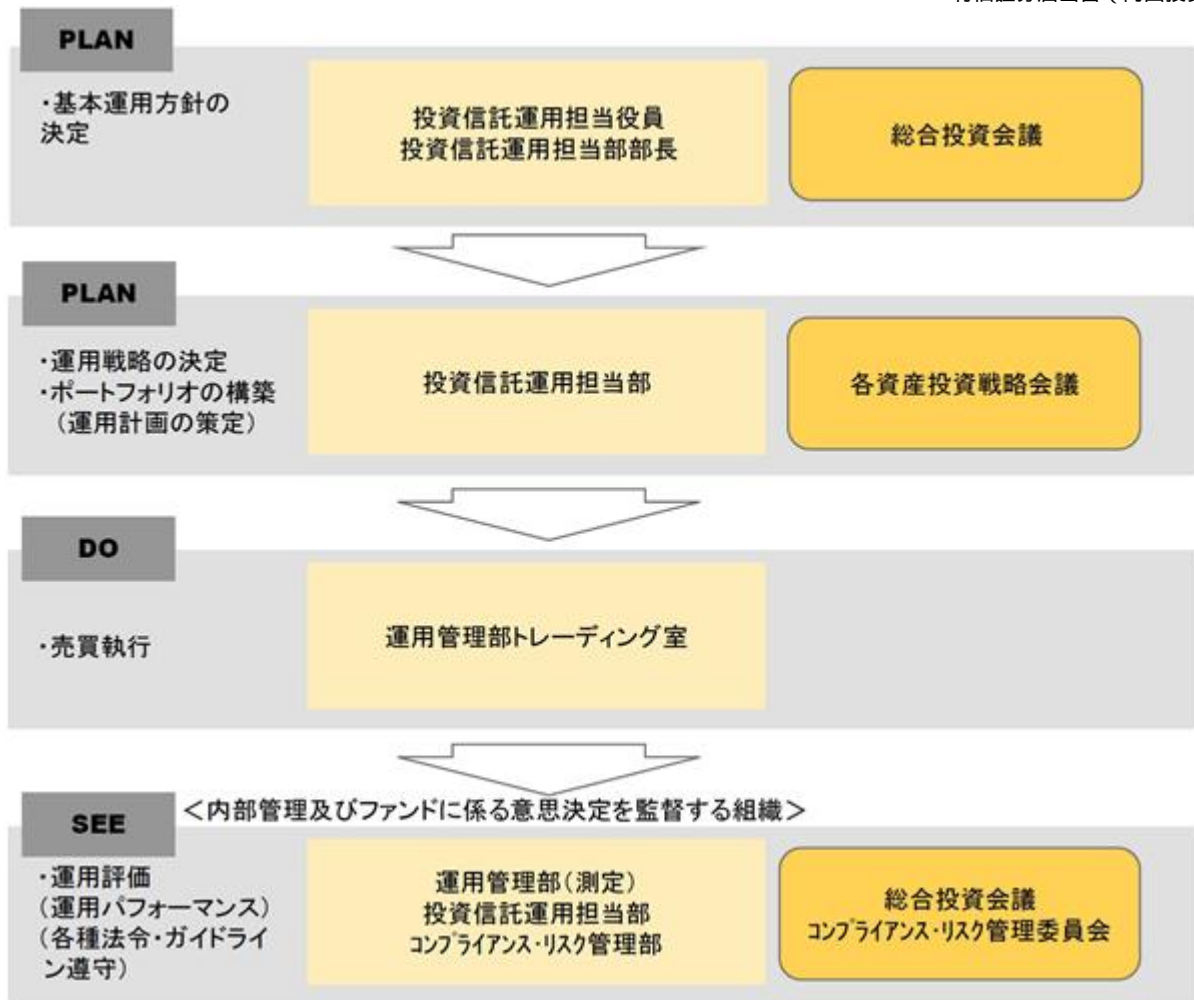 PLAN
・基本運用方針の
決定
投資信託運用担当役員
投資信託運用担当部部長
総合投資会議
PLAN
・運用戦略の決定
・ポートフォリオの構築
（運用計画の策定）
投資信託運用担当部
各資産投資戦略会議
DO
・売買執行
運用管理部トレーディング室
SEE
＜内部管理及びファンドに係る意思決定を監督する組織＞
・運用評価
（運用パフォーマンス）
（各種法令・ガイドライ
ン遵守）
運用管理部（測定）
投資信託運用担当部
ｺﾝﾌﾟﾗｲｱﾝｽ・ﾘｽｸ管理部
総合投資会議
ｺﾝﾌﾟﾗｲｱﾝｽ・ﾘｽｸ管理委員会